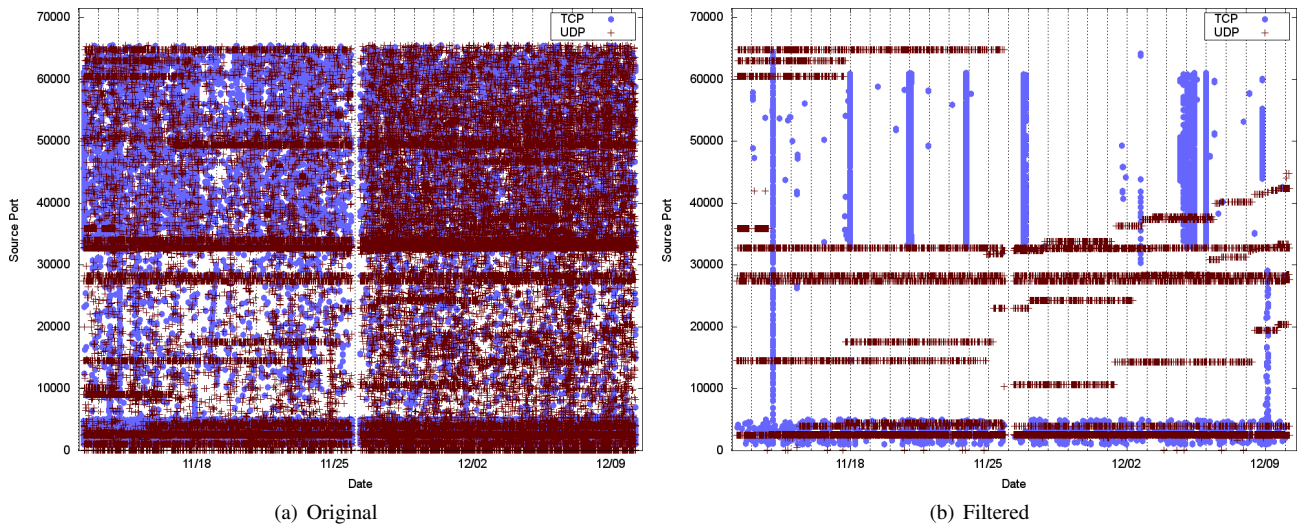 70000
60000
50000
40000
30000
20000
10000
0
Source Port
11/18
11/25
12/02
12/09
Date
TCP
UDP
(a) Original
70000
60000
50000
40000
30000
20000
10000
0
Source Port
11/18
11/25
12/02
12/09
Date
TCP
UDP
(b) Filtered